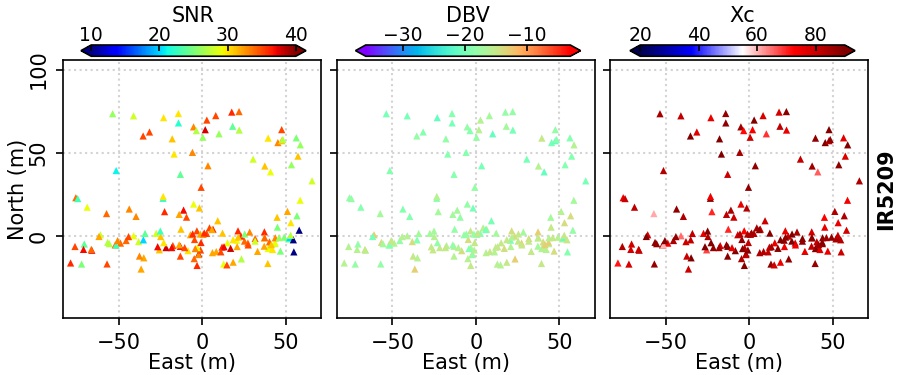 SNR
DBV
Xc
10 20 30 40
−30 −20 −10
20 40 60 80
100
50
0
North (m)
−50 0 50
−50 0 50
−50 0 50
East (m)
East (m)
East (m)
IR5209